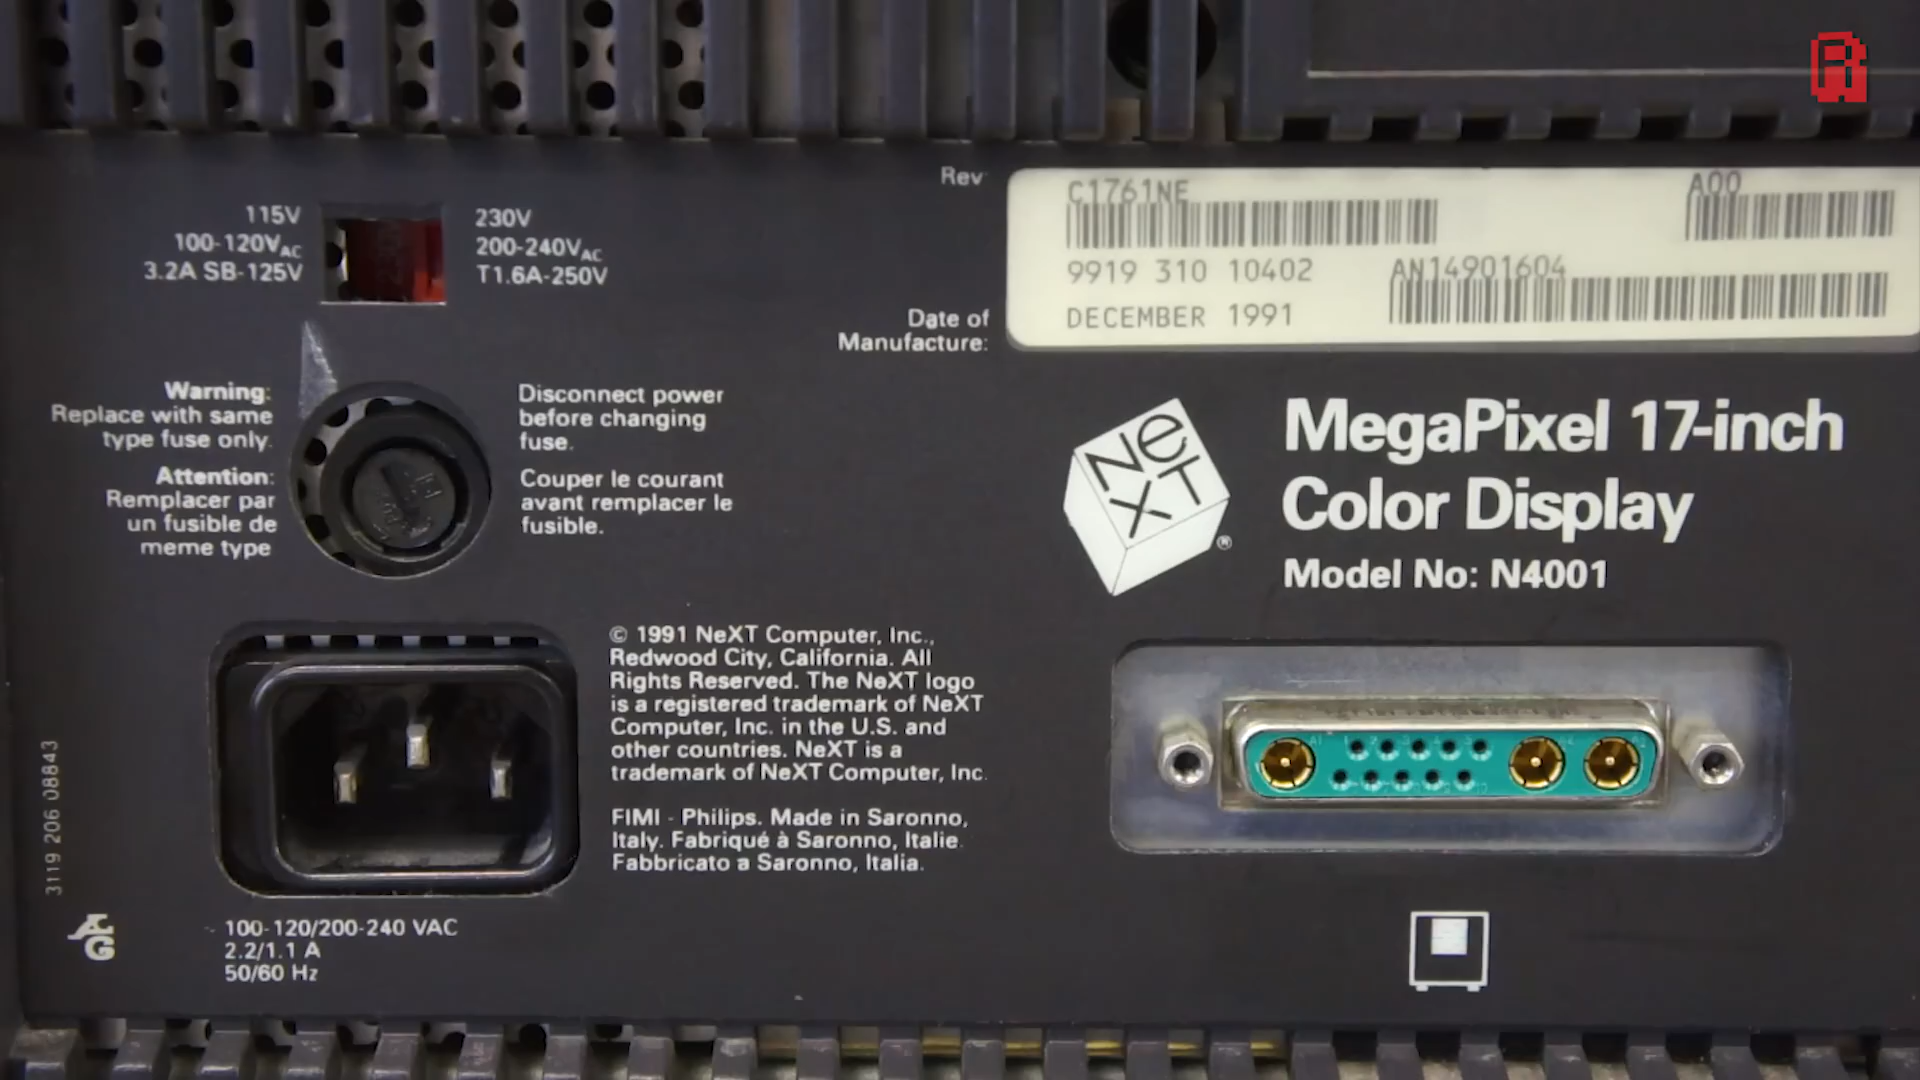 Rev
C1761NE
A00
9919 310 10402
AN14901604
Date of
Manufacture:
DECEMBER 1991
115V
100-120VAC
3.2A SB-125V
230V
200-240VAC
T1.6A-250V
Warning:
Replace with same
type fuse only.
Attention:
Remplacer par
un fusible de
meme type
Disconnect power
before changing
fuse.
Couper le courant
avant remplacer le
fusible.
NeXT
®
MegaPixel 17-inch
Color Display
Model No: N4001
© 1991 NeXT Computer, Inc.,
Redwood City, California. All
Rights Reserved. The NeXT logo
is a registered trademark of NeXT
Computer, Inc. in the U.S. and
other countries. NeXT is a
trademark of NeXT Computer, Inc.
FIMI - Philips. Made in Saronno,
Italy. Fabriqué à Saronno, Italie.
Fabbricato a Saronno, Italia.
3119 206 08843
100-120/200-240 VAC
2.2/1.1 A
50/60 Hz